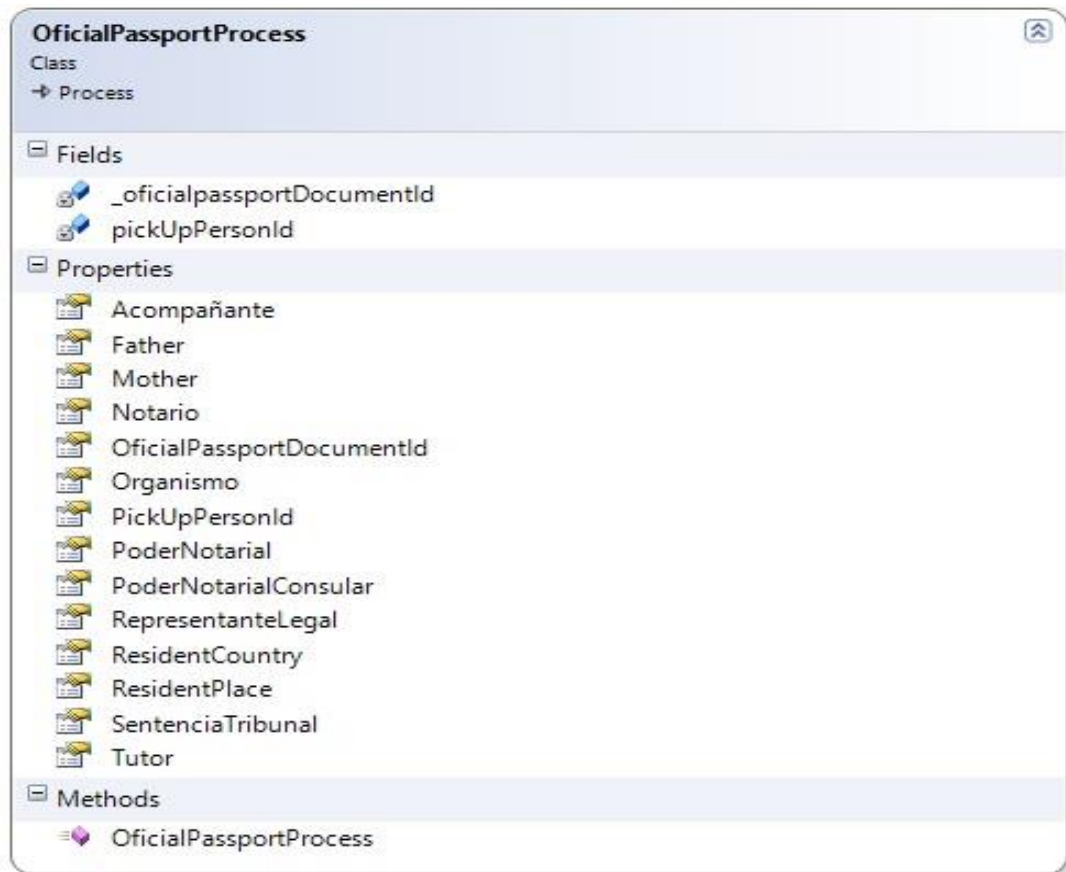 OficialPassportProcess
Class
Process
Fields
_oficialpassportDocumentId
pickUpPersonId
Properties
Acompañante
Father
Mother
Notario
OficialPassportDocumentId
Organismo
PickUpPersonId
PoderNotarial
PoderNotarialConsular
RepresentanteLegal
ResidentCountry
ResidentPlace
SentenciaTribunal
Tutor
Methods
OficialPassportProcess